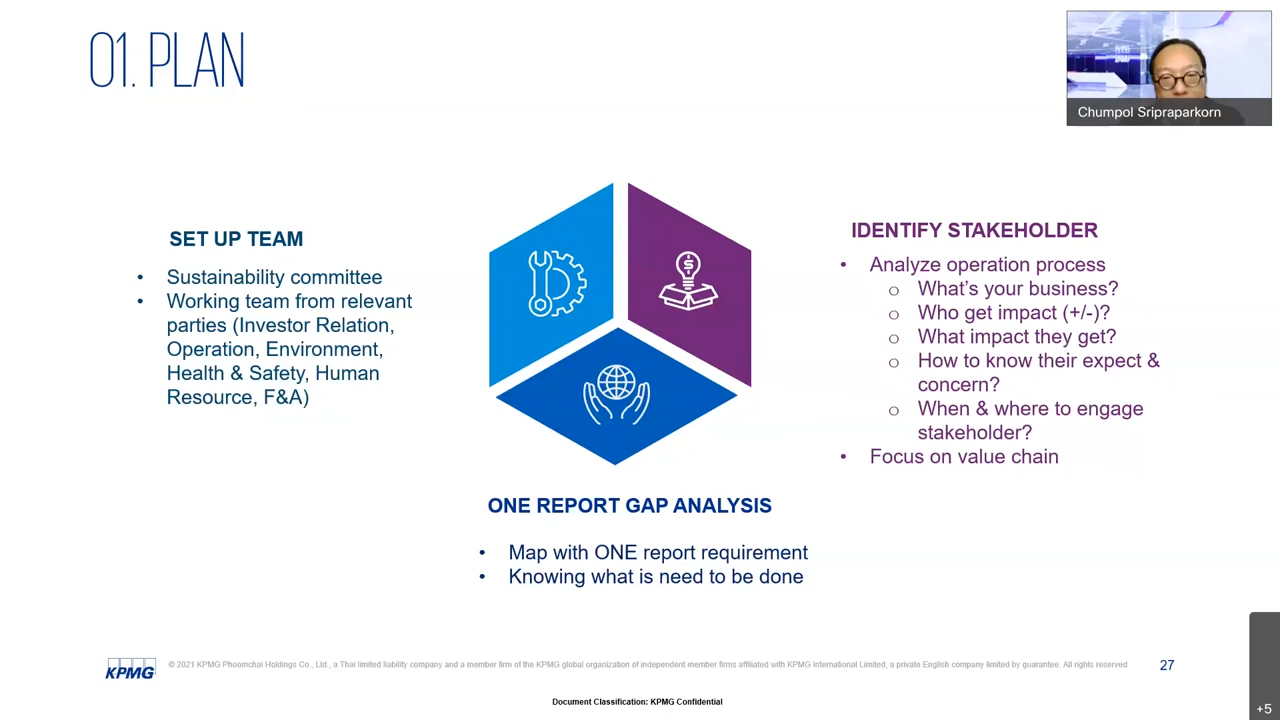 01. PLAN
Chumpol Sripraparkorn
SET UP TEAM
• Sustainability committee
• Working team from relevant
parties (Investor Relation,
Operation, Environment,
Health & Safety, Human
Resource, F&A)
IDENTIFY STAKEHOLDER
• Analyze operation process
o What's your business?
o Who get impact (+/-)?
o What impact they get?
o How to know their expect &
concern?
o When & where to engage
stakeholder?
• Focus on value chain
ONE REPORT GAP ANALYSIS
• Map with ONE report requirement
• Knowing what is need to be done
KPMG
© 2021 KPMG Phoomchai Holdings Co., Ltd., a Thai limited liability company and a member firm of the KPMG global organization of independent member firms affiliated with KPMG International Limited, a private English company limited by guarantee. All rights reserved
27
Document Classification: KPMG Confidential
+5